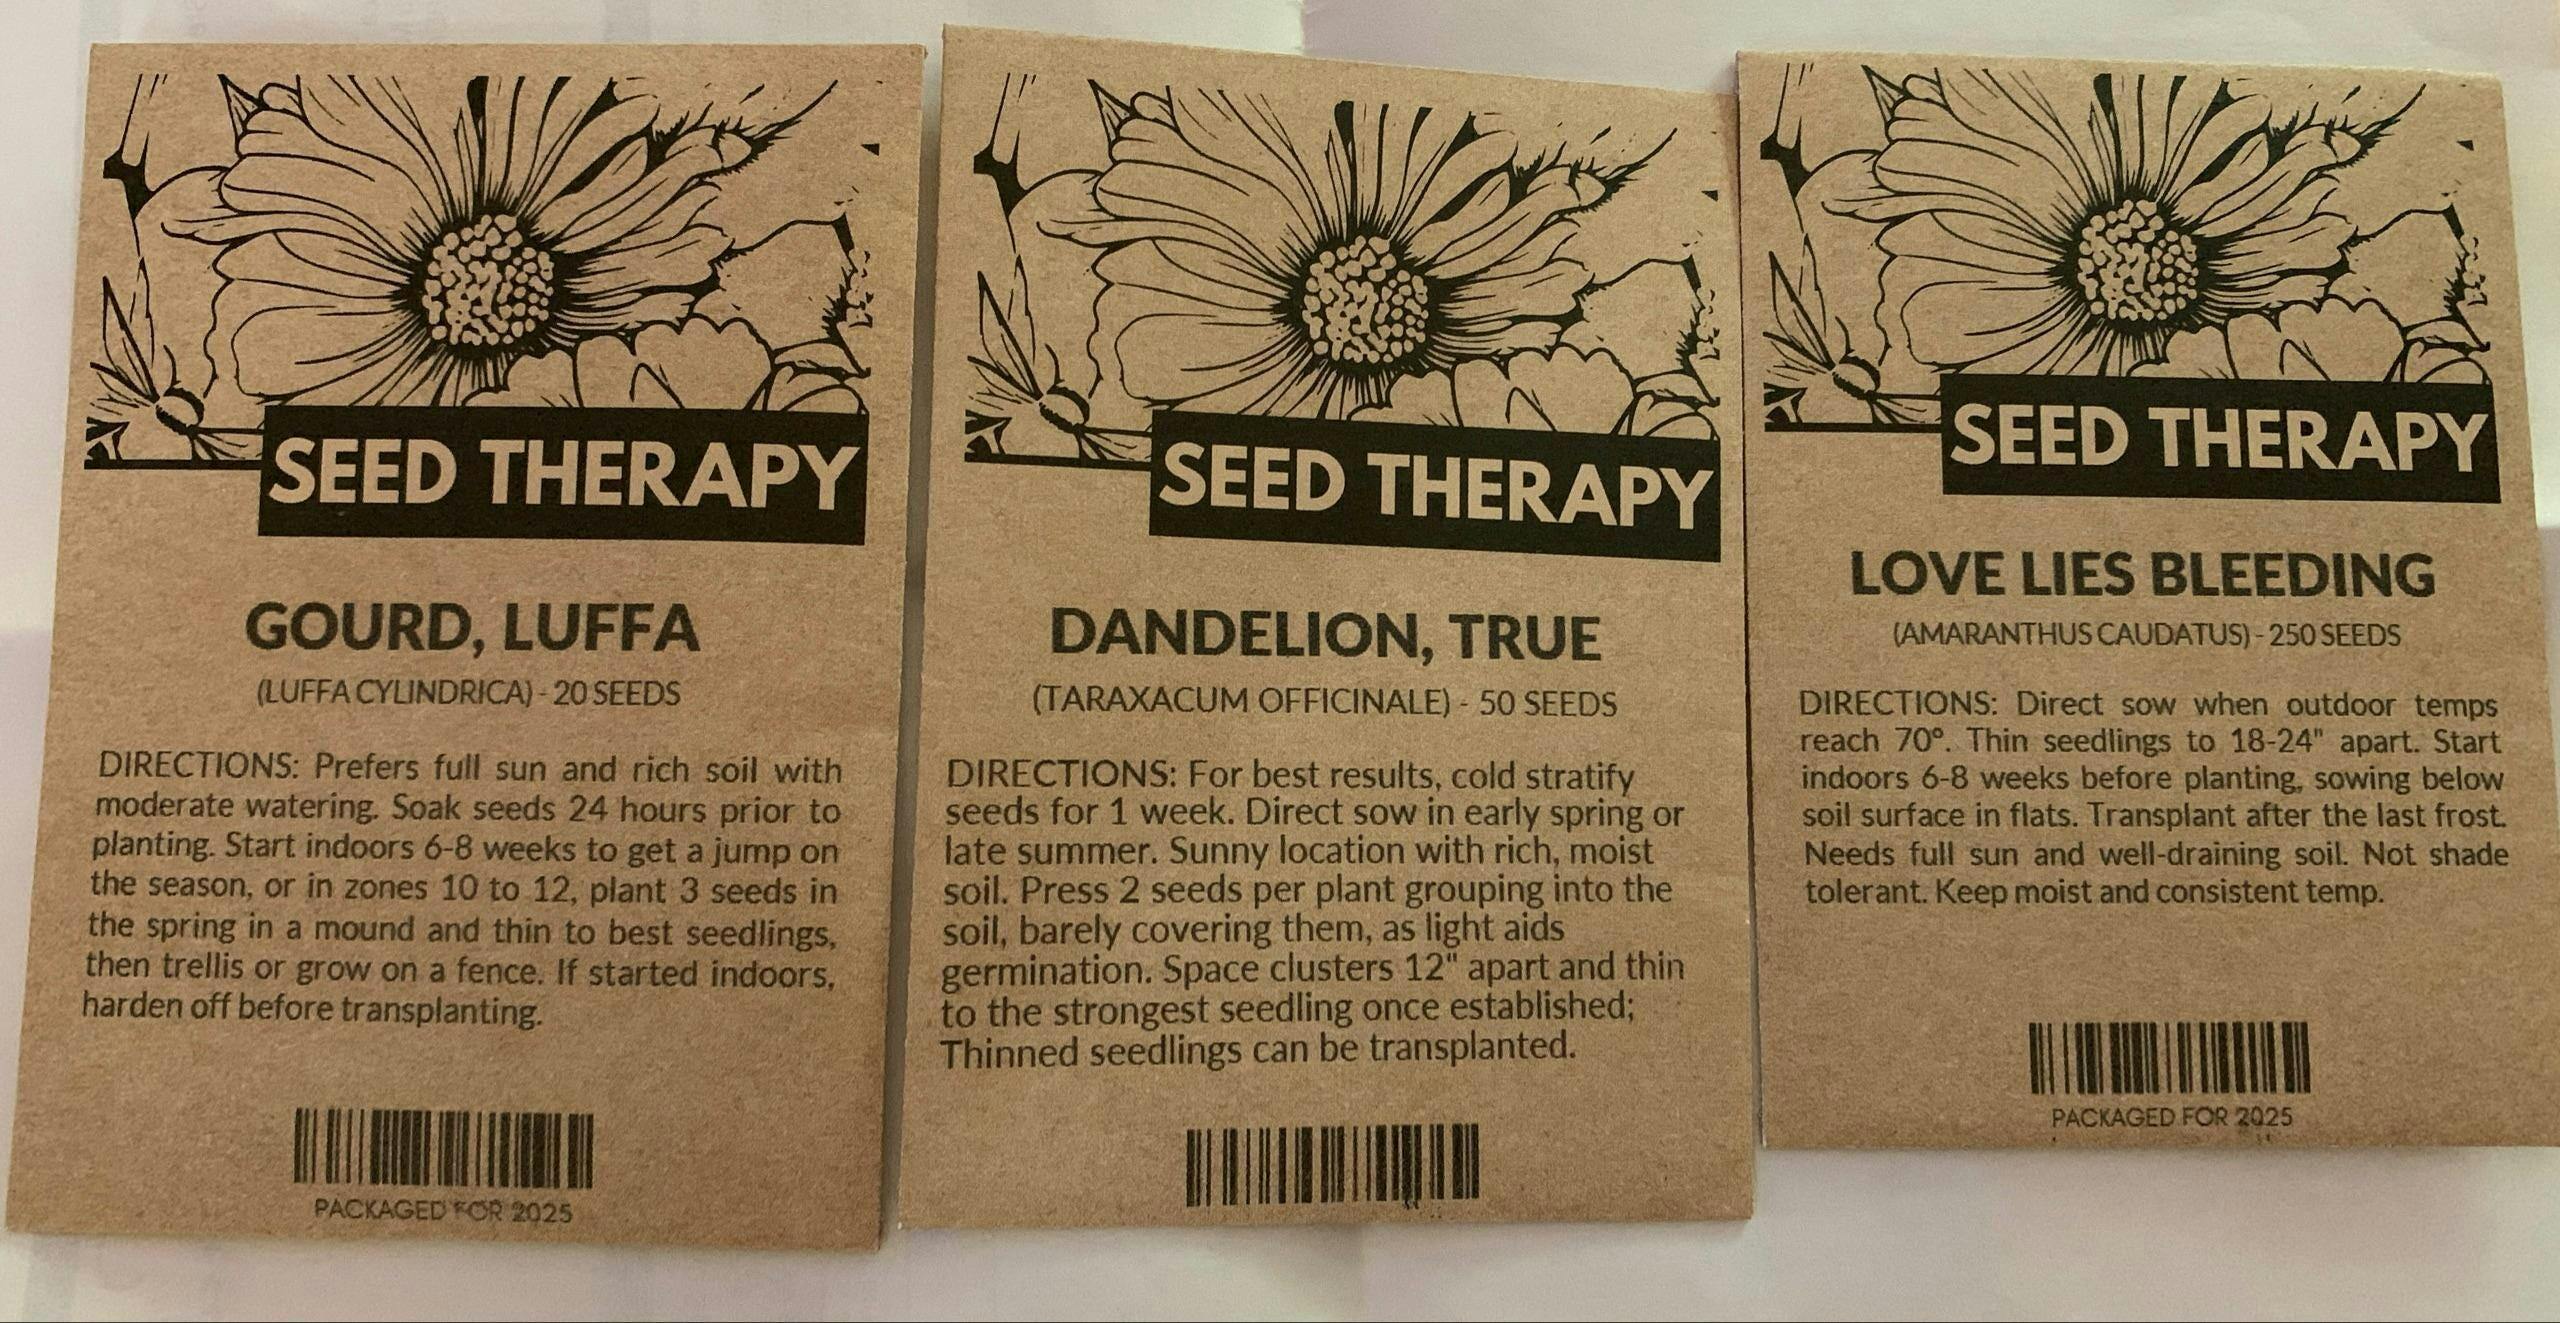 SEED THERAPY
GOURD, LUFFA
(LUFFA CYLINDRICA) - 20 SEEDS
DIRECTIONS: Prefers full sun and rich soil with
moderate watering. Soak seeds 24 hours prior to
planting. Start indoors 6-8 weeks to get a jump on
the season, or in zones 10 to 12, plant 3 seeds in
the spring in a mound and thin to best seedlings,
then trellis or grow on a fence. If started indoors,
harden off before transplanting.
PACKAGED FOR 2025
SEED THERAPY
DANDELION, TRUE
(TARAXACUM OFFICINALE) - 50 SEEDS
DIRECTIONS: For best results, cold stratify
seeds for 1 week. Direct sow in early spring or
late summer. Sunny location with rich, moist
soil. Press 2 seeds per plant grouping into the
soil, barely covering them, as light aids
germination. Space clusters 12" apart and thin
to the strongest seedling once established;
Thinned seedlings can be transplanted.
SEED THERAPY
LOVE LIES BLEEDING
(AMARANTHUS CAUDATUS) - 250 SEEDS
DIRECTIONS: Direct sow when outdoor temps
reach 70°. Thin seedlings to 18-24" apart. Start
indoors 6-8 weeks before planting, sowing below
soil surface in flats. Transplant after the last frost.
Needs full sun and well-draining soil. Not shade
tolerant. Keep moist and consistent temp.
PACKAGED FOR 2025